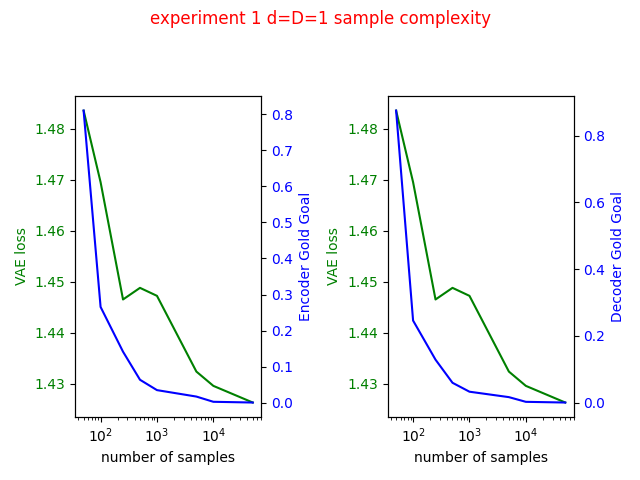 experiment 1 d=D=1 sample complexity
VAE loss
1.48
1.47
1.46
1.45
1.44
1.43
0.8
0.7
0.6
0.5
0.4
0.3
0.2
0.1
0.0
Encoder Gold Goal
10² 10³ 10⁴
number of samples
VAE loss
1.48
1.47
1.46
1.45
1.44
1.43
0.8
0.6
0.4
0.2
0.0
Decoder Gold Goal
10² 10³ 10⁴
number of samples